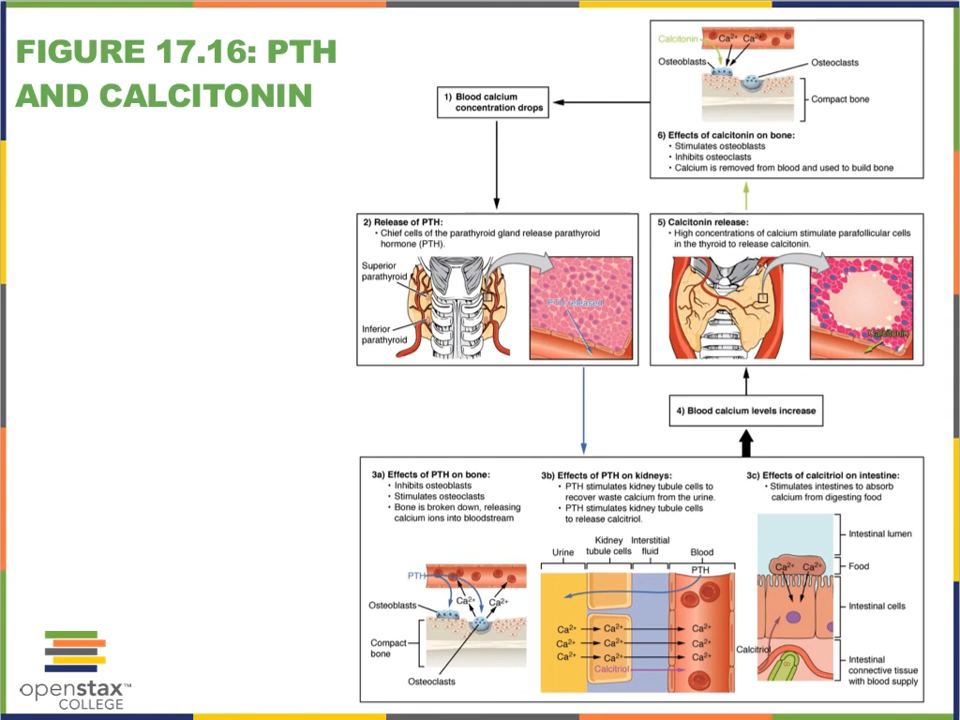 FIGURE 17.16: PTH
AND CALCITONIN
1) Blood calcium
concentration drops
Calcitonin
Ca2+ Ca2+
Osteoblasts
Osteoclasts
Compact bone
6) Effects of calcitonin on bone:
• Stimulates osteoblasts
• Inhibits osteoclasts
• Calcium is removed from blood and used to build bone
2) Release of PTH:
• Chief cells of the parathyroid gland release parathyroid
hormone (PTH).
Superior
parathyroid
Inferior
parathyroid
PTH released
5) Calcitonin release:
• High concentrations of calcium stimulate parafollicular cells
in the thyroid to release calcitonin.
Calcitonin
4) Blood calcium levels increase
3a) Effects of PTH on bone:
• Inhibits osteoblasts
• Stimulates osteoclasts
• Bone is broken down, releasing
calcium ions into bloodstream
PTH
Ca2+ Ca2+
Osteoblasts
Compact
bone
Osteoclasts
3b) Effects of PTH on kidneys:
• PTH stimulates kidney tubule cells to
recover waste calcium from the urine.
• PTH stimulates kidney tubule cells
to release calcitriol.
Urine
Kidney
tubule cells
Interstitial
fluid
Blood
PTH
Ca2+ Ca2+ Ca2+
Ca2+ Ca2+ Ca2+
Ca2+ Ca2+ Ca2+
Calcitriol
3c) Effects of calcitriol on intestine:
• Stimulates intestines to absorb
calcium from digesting food
Intestinal lumen
Food
Ca2+ Ca2+
Intestinal cells
Calcitriol
Intestinal
connective tissue
with blood supply
openstax™
COLLEGE